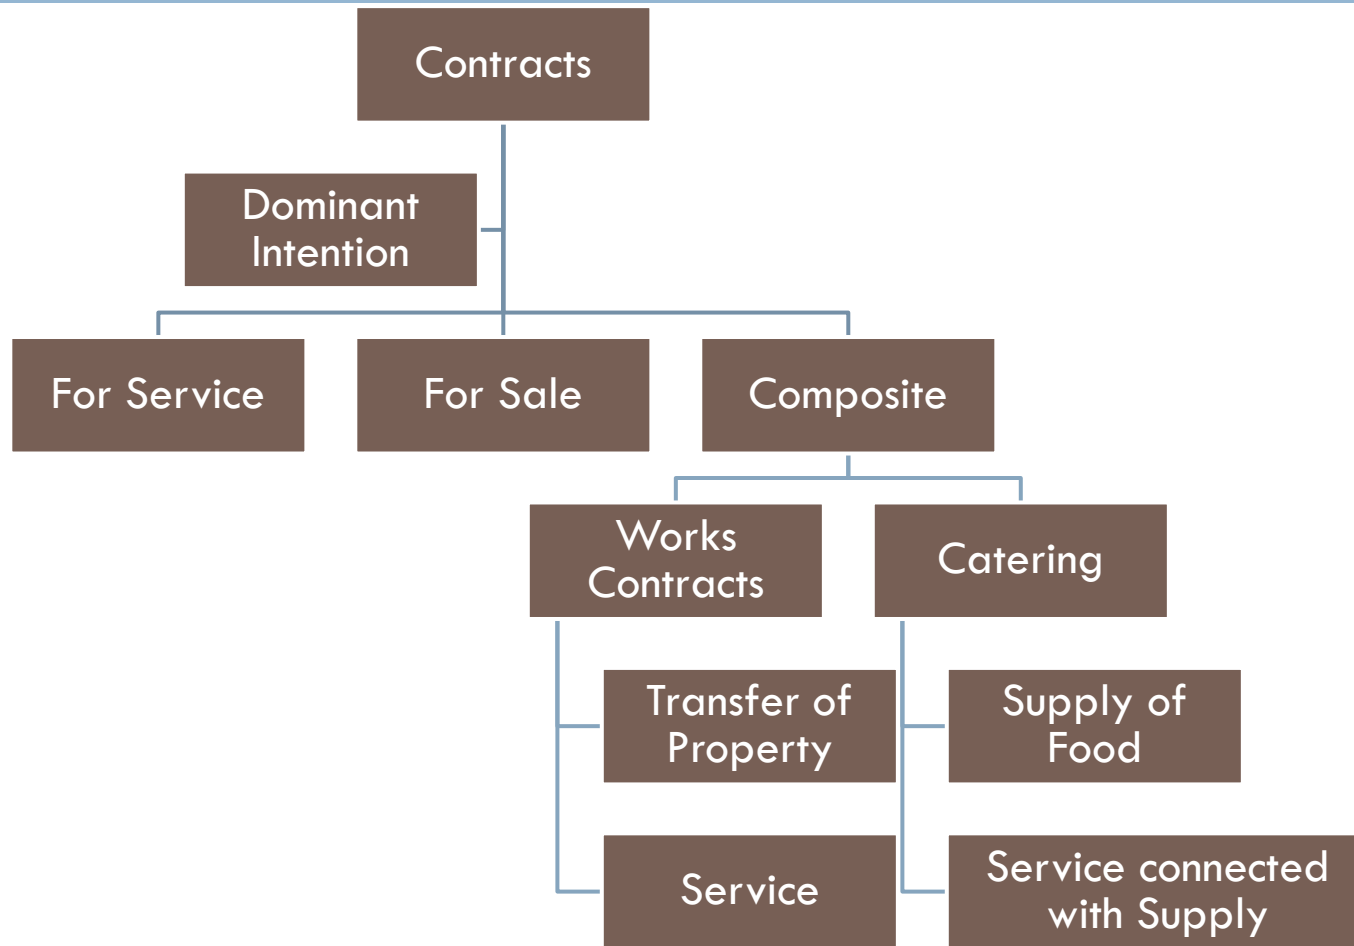 Contracts
Dominant
Intention
For Service
For Sale
Composite
Works
Contracts
Catering
Transfer of
Property
Supply of
Food
Service
Service connected
with Supply